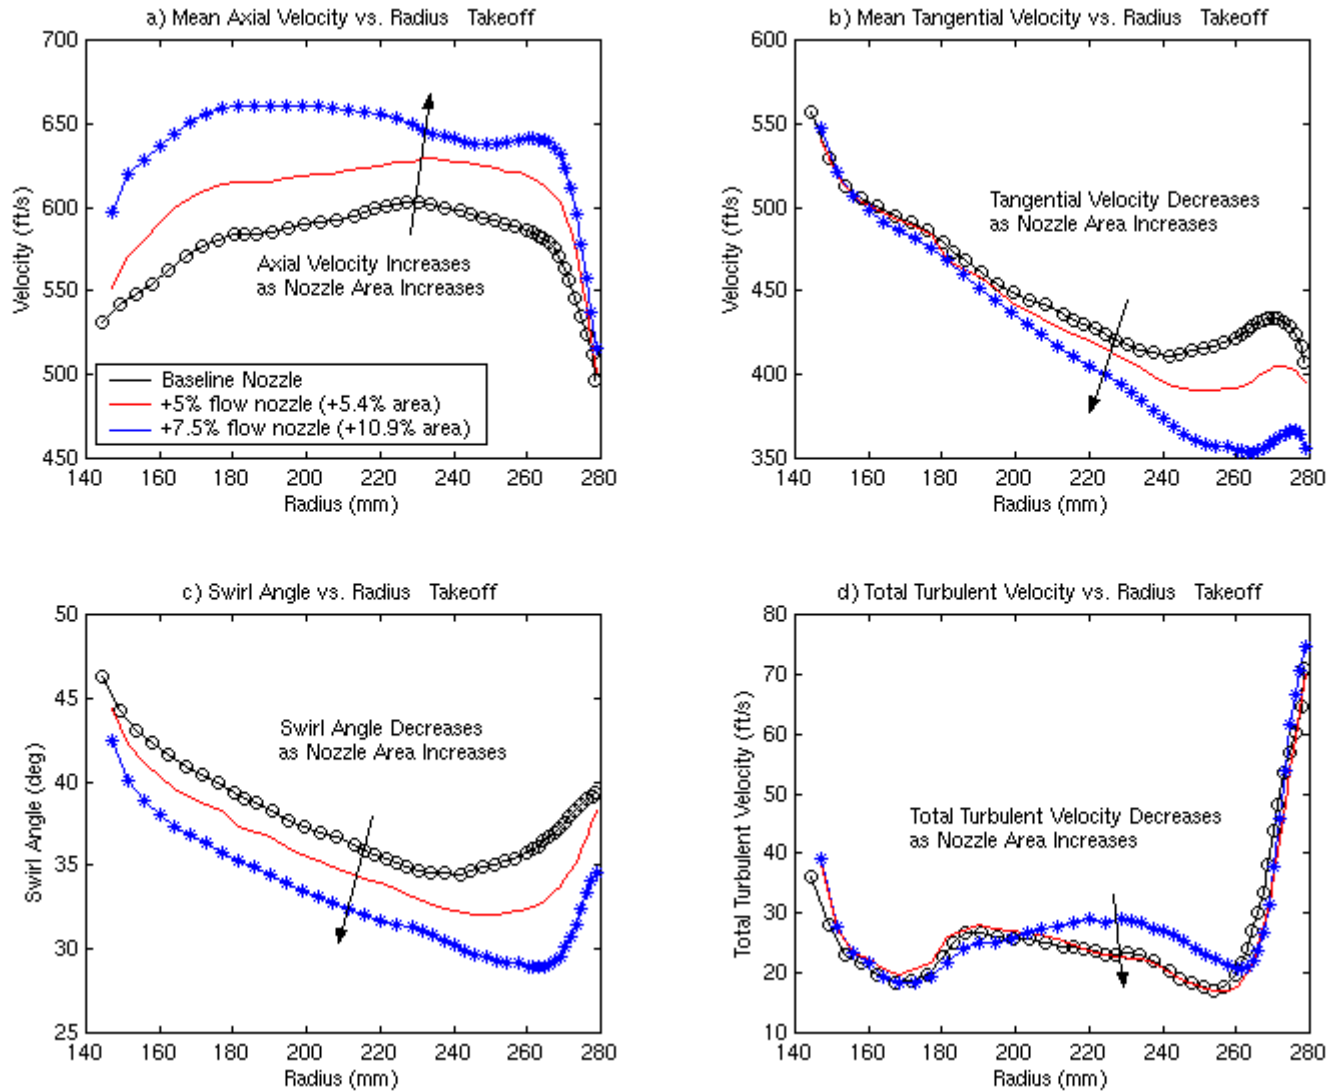 a) Mean Axial Velocity vs. Radius   Takeoff
700
650
600
550
500
450
Velocity (ft/s)
Axial Velocity Increases
as Nozzle Area Increases
Baseline Nozzle
+5% flow nozzle (+5.4% area)
+7.5% flow nozzle (+10.9% area)
140 160 180 200 220 240 260 280
Radius (mm)
b) Mean Tangential Velocity vs. Radius   Takeoff
600
550
500
450
400
350
Velocity (ft/s)
Tangential Velocity Decreases
as Nozzle Area Increases
140 160 180 200 220 240 260 280
Radius (mm)
c) Swirl Angle vs. Radius   Takeoff
50
45
40
35
30
25
Swirl Angle (deg)
Swirl Angle Decreases
as Nozzle Area Increases
140 160 180 200 220 240 260 280
Radius (mm)
d) Total Turbulent Velocity vs. Radius   Takeoff
80
70
60
50
40
30
20
10
Total Turbulent Velocity (ft/s)
Total Turbulent Velocity Decreases
as Nozzle Area Increases
140 160 180 200 220 240 260 280
Radius (mm)